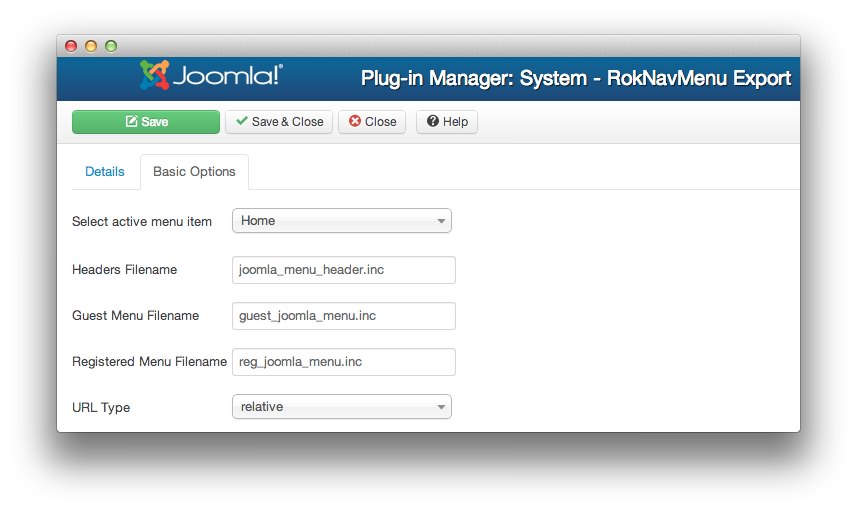 Joomla!® Plug-in Manager: System - RokNavMenu Export
Save Save & Close Close Help
Details Basic Options
Select active menu item Home
Headers Filename joomla_menu_header.inc
Guest Menu Filename guest_joomla_menu.inc
Registered Menu Filename reg_joomla_menu.inc
URL Type relative